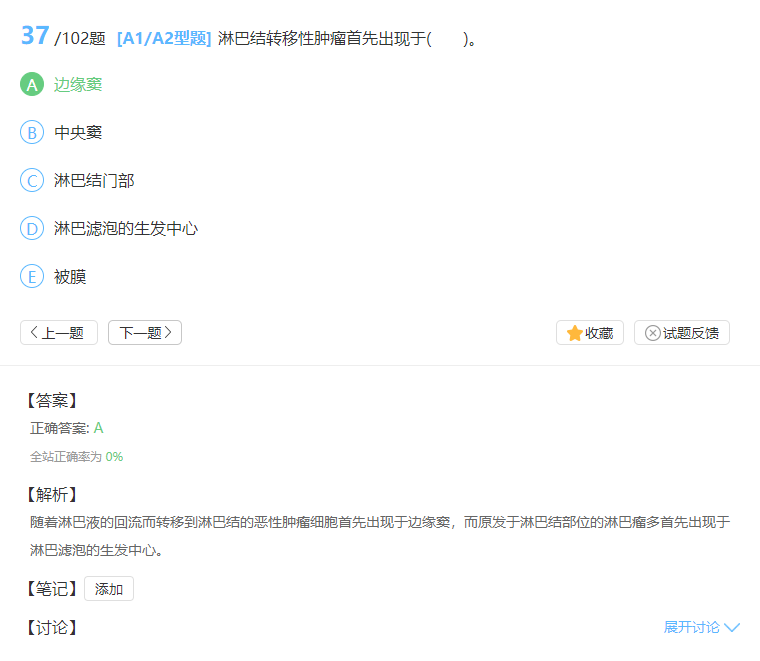 37 /102题 [A1/A2型题] 淋巴结转移性肿瘤首先出现于(　　)。
A 边缘窦
B 中央窦
C 淋巴结门部
D 淋巴滤泡的生发中心
E 被膜
上一题 下一题 收藏 试题反馈
【答案】
正确答案: A
全站正确率为 0%
【解析】
随着淋巴液的回流而转移到淋巴结的恶性肿瘤细胞首先出现于边缘窦，而原发于淋巴结部位的淋巴瘤多首先出现于
淋巴滤泡的生发中心。
【笔记】 添加
【讨论】 展开讨论